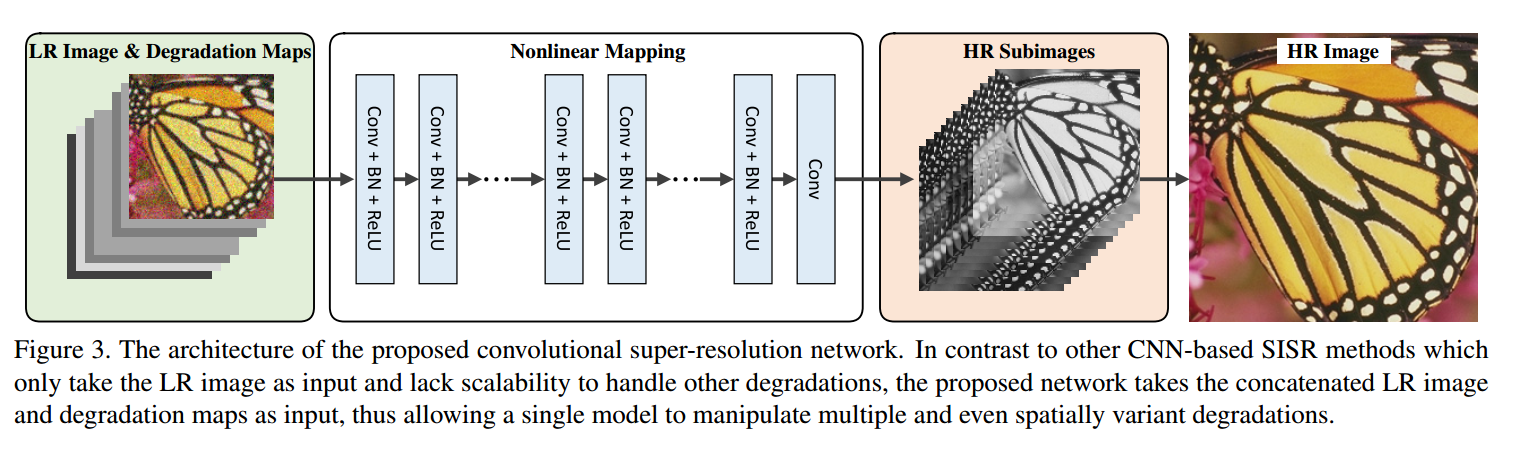 LR Image & Degradation Maps
Nonlinear Mapping
HR Subimages
HR Image
Conv + BN + ReLU
Conv + BN + ReLU
Conv + BN + ReLU
Conv + BN + ReLU
Conv + BN + ReLU
Conv
Figure 3. The architecture of the proposed convolutional super-resolution network. In contrast to other CNN-based SISR methods which
only take the LR image as input and lack scalability to handle other degradations, the proposed network takes the concatenated LR image
and degradation maps as input, thus allowing a single model to manipulate multiple and even spatially variant degradations.